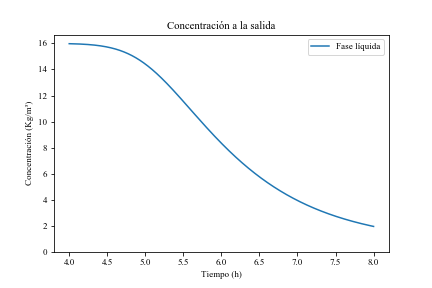 Concentración a la salida
Fase líquida
Concentración (Kg/m³)
16
14
12
10
8
6
4
2
0
4.0 4.5 5.0 5.5 6.0 6.5 7.0 7.5 8.0
Tiempo (h)